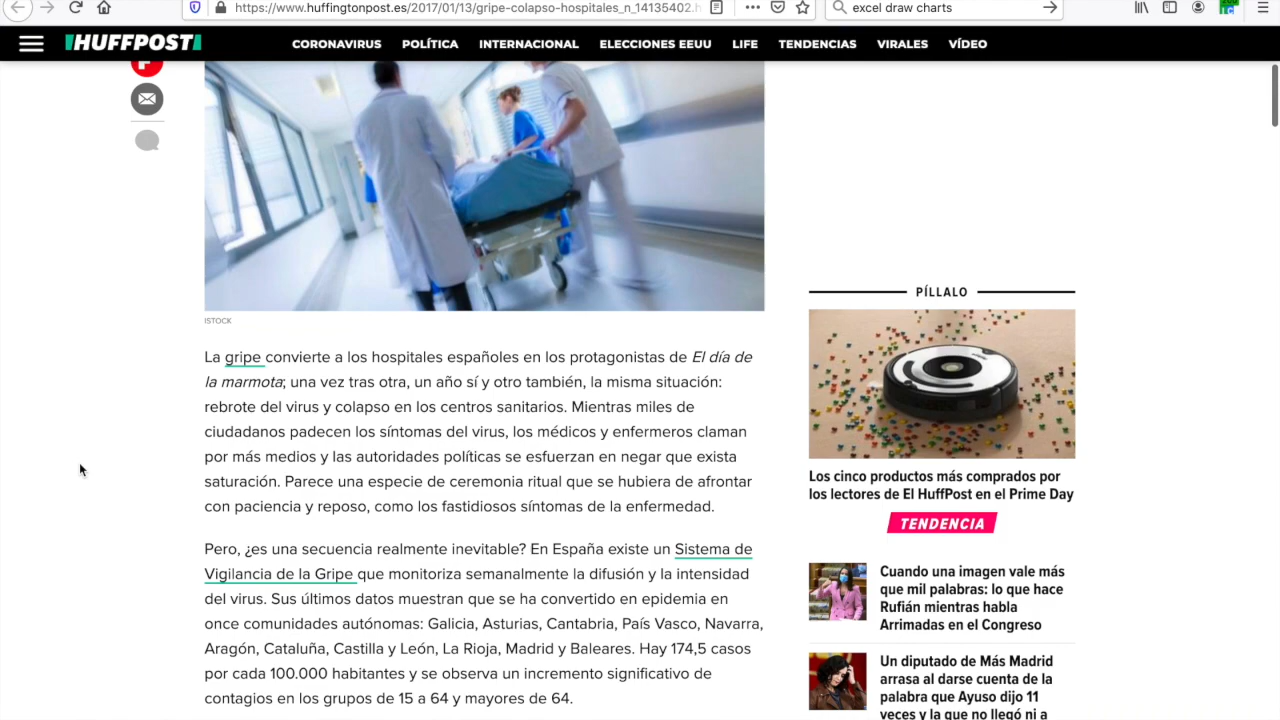 https://www.huffingtonpost.es/2017/01/13/gripe-colapso-hospitales_n_14135402.h
excel draw charts
HUFFPOST
CORONAVIRUS POLÍTICA INTERNACIONAL ELECCIONES EEUU LIFE TENDENCIAS VIRALES VÍDEO
ISTOCK
La gripe convierte a los hospitales españoles en los protagonistas de El día de
la marmota; una vez tras otra, un año sí y otro también, la misma situación:
rebrote del virus y colapso en los centros sanitarios. Mientras miles de
ciudadanos padecen los síntomas del virus, los médicos y enfermeros claman
por más medios y las autoridades políticas se esfuerzan en negar que exista
saturación. Parece una especie de ceremonia ritual que se hubiera de afrontar
con paciencia y reposo, como los fastidiosos síntomas de la enfermedad.
Pero, ¿es una secuencia realmente inevitable? En España existe un Sistema de
Vigilancia de la Gripe que monitoriza semanalmente la difusión y la intensidad
del virus. Sus últimos datos muestran que se ha convertido en epidemia en
once comunidades autónomas: Galicia, Asturias, Cantabria, País Vasco, Navarra,
Aragón, Cataluña, Castilla y León, La Rioja, Madrid y Baleares. Hay 174,5 casos
por cada 100.000 habitantes y se observa un incremento significativo de
contagios en los grupos de 15 a 64 y mayores de 64.
PÍLLALO
Los cinco productos más comprados por
los lectores de El HuffPost en el Prime Day
TENDENCIA
Cuando una imagen vale más
que mil palabras: lo que hace
Rufián mientras habla
Arrimadas en el Congreso
Un diputado de Más Madrid
arrasa al darse cuenta de la
palabra que Ayuso dijo 11
veces y la que no llegó ni a